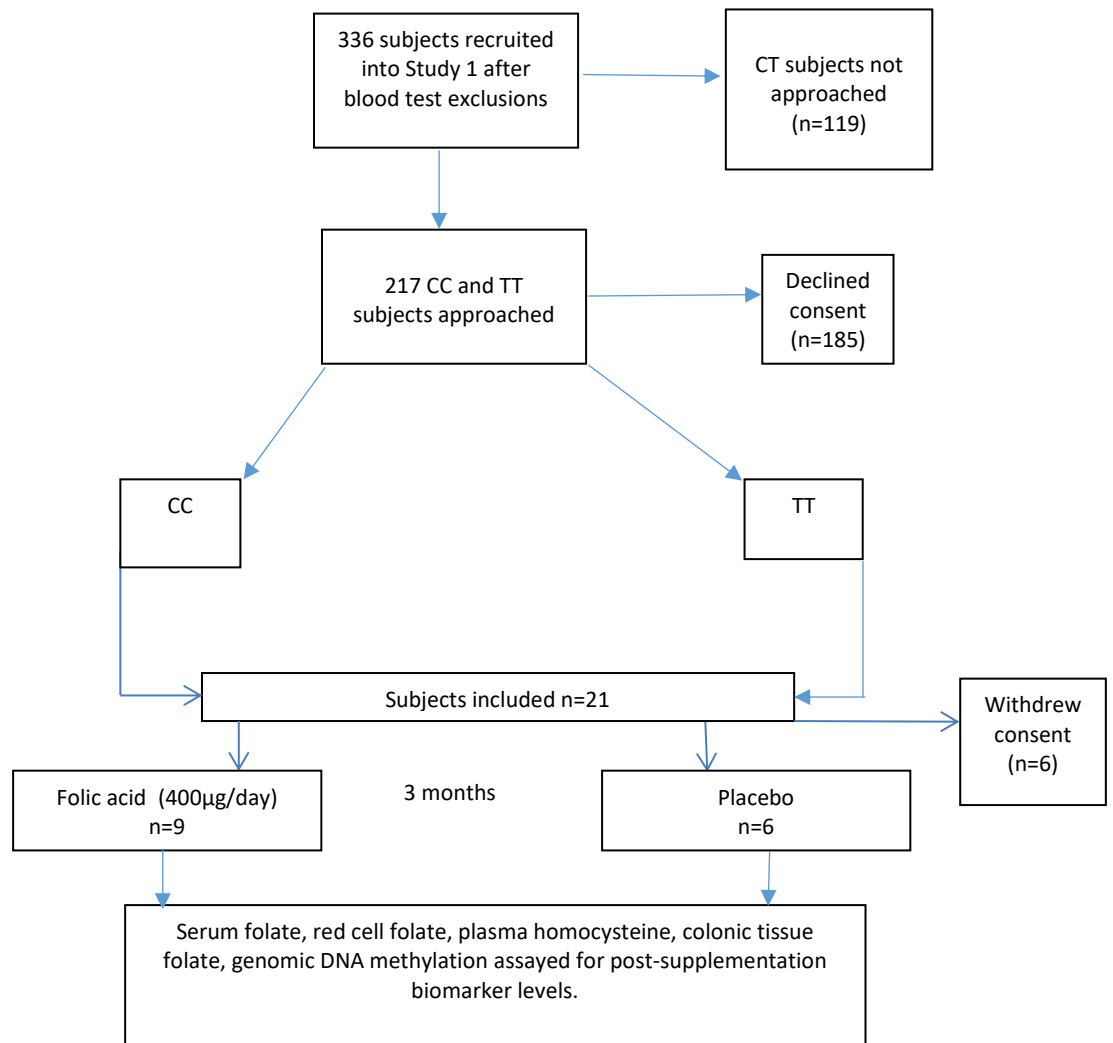 336 subjects recruited
into Study 1 after
blood test exclusions
CT subjects not
approached
(n=119)
217 CC and TT
subjects approached
Declined
consent
(n=185)
CC
TT
Subjects included n=21
Withdrew
consent
(n=6)
Folic acid (400µg/day)
n=9
3 months
Placebo
n=6
Serum folate, red cell folate, plasma homocysteine, colonic tissue
folate, genomic DNA methylation assayed for post-supplementation
biomarker levels.